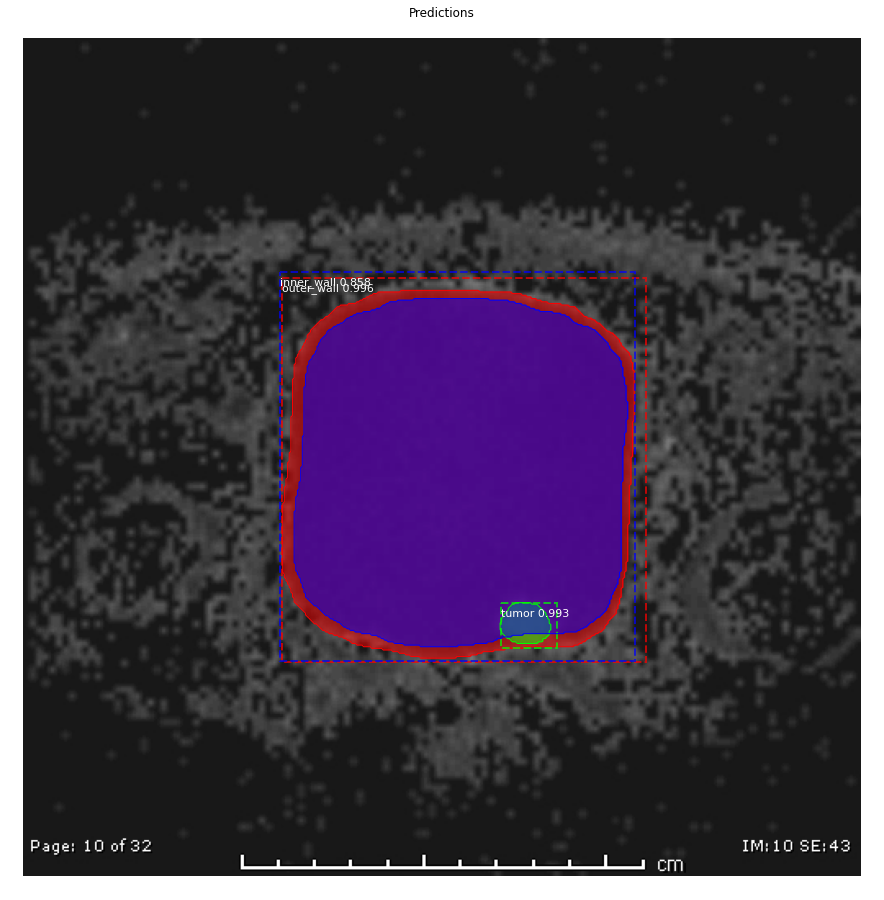 Predictions
inner_wall 0.858
outer_wall 0.996
tumor 0.993
Page: 10 of 32
IM:10 SE:43
cm